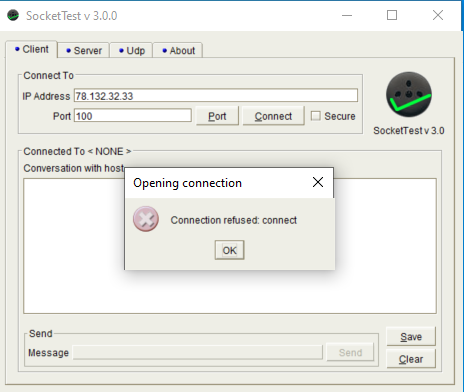 SocketTest v 3.0.0
Client Server Udp About
Connect To
IP Address 78.132.32.33
Port 100 Port Connect Secure
SocketTest v 3.0
Connected To < NONE >
Conversation with host
Opening connection
Connection refused: connect
OK
Send
Message Send
Save
Clear